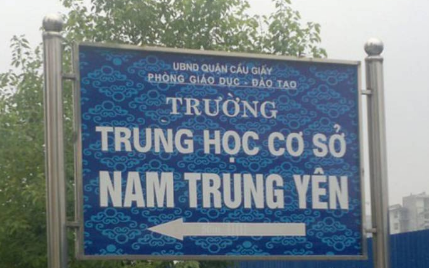 UBND QUẬN CẦU GIẤY
PHÒNG GIÁO DỤC - ĐÀO TẠO
TRƯỜNG
TRUNG HỌC CƠ SỞ
NAM TRUNG YÊN